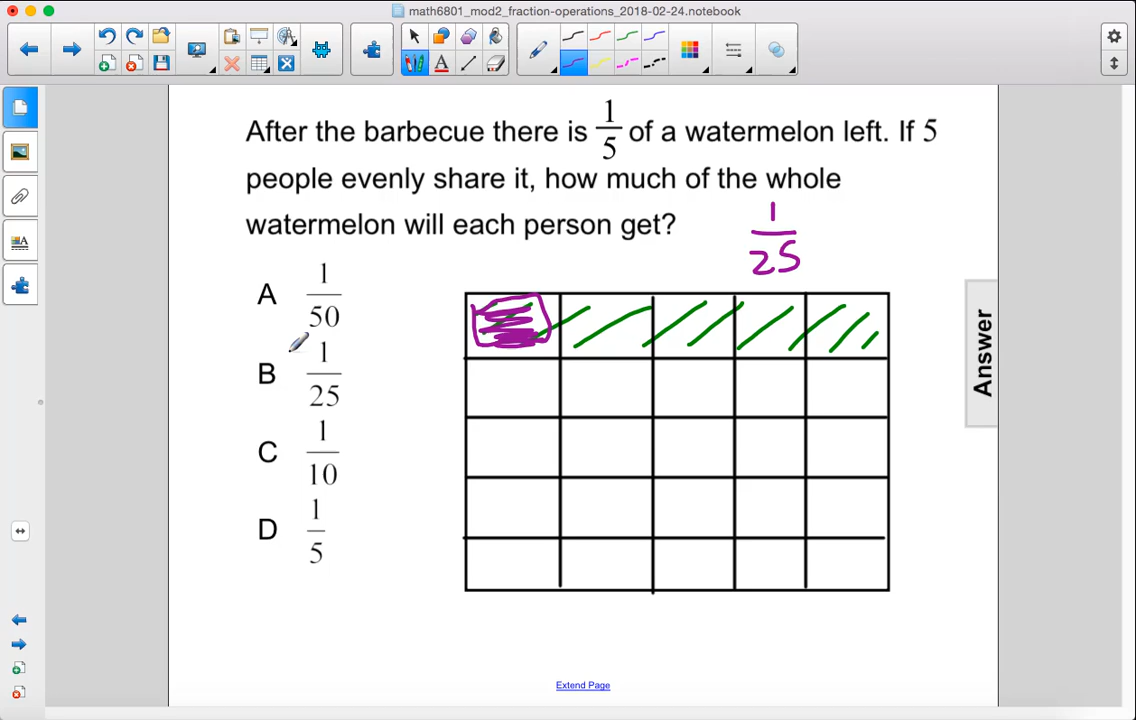 math6801_mod2_fraction-operations_2018-02-24.notebook
After the barbecue there is 1/5 of a watermelon left. If 5
people evenly share it, how much of the whole
watermelon will each person get?
1/25
A 1/50
B 1/25
C 1/10
D 1/5
Answer
Extend Page